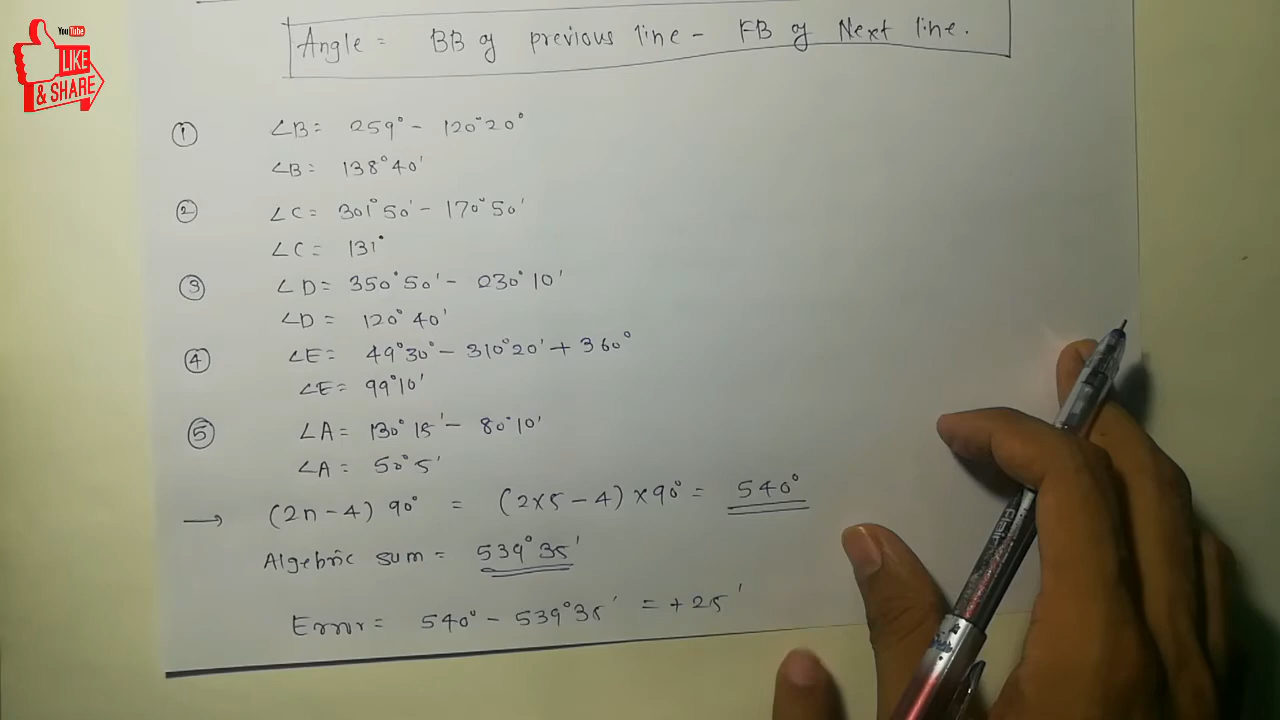 YouTube
LIKE
& SHARE
Angle = BB of previous line - FB of Next line.
① ∠B = 259° - 120°20°
∠B = 138°40'
② ∠C = 301°50' - 170°50'
∠C = 131°
③ ∠D = 350°50' - 230°10'
∠D = 120°40'
④ ∠E = 49°30° - 310°20' + 360°
∠E = 99°10'
⑤ ∠A = 130°15' - 80°10'
∠A = 50°5'
→ (2n-4) 90° = (2x5-4) x90° = 540°
Algebric sum = 539°35'
Error = 540° - 539°35' = +25'
Flair